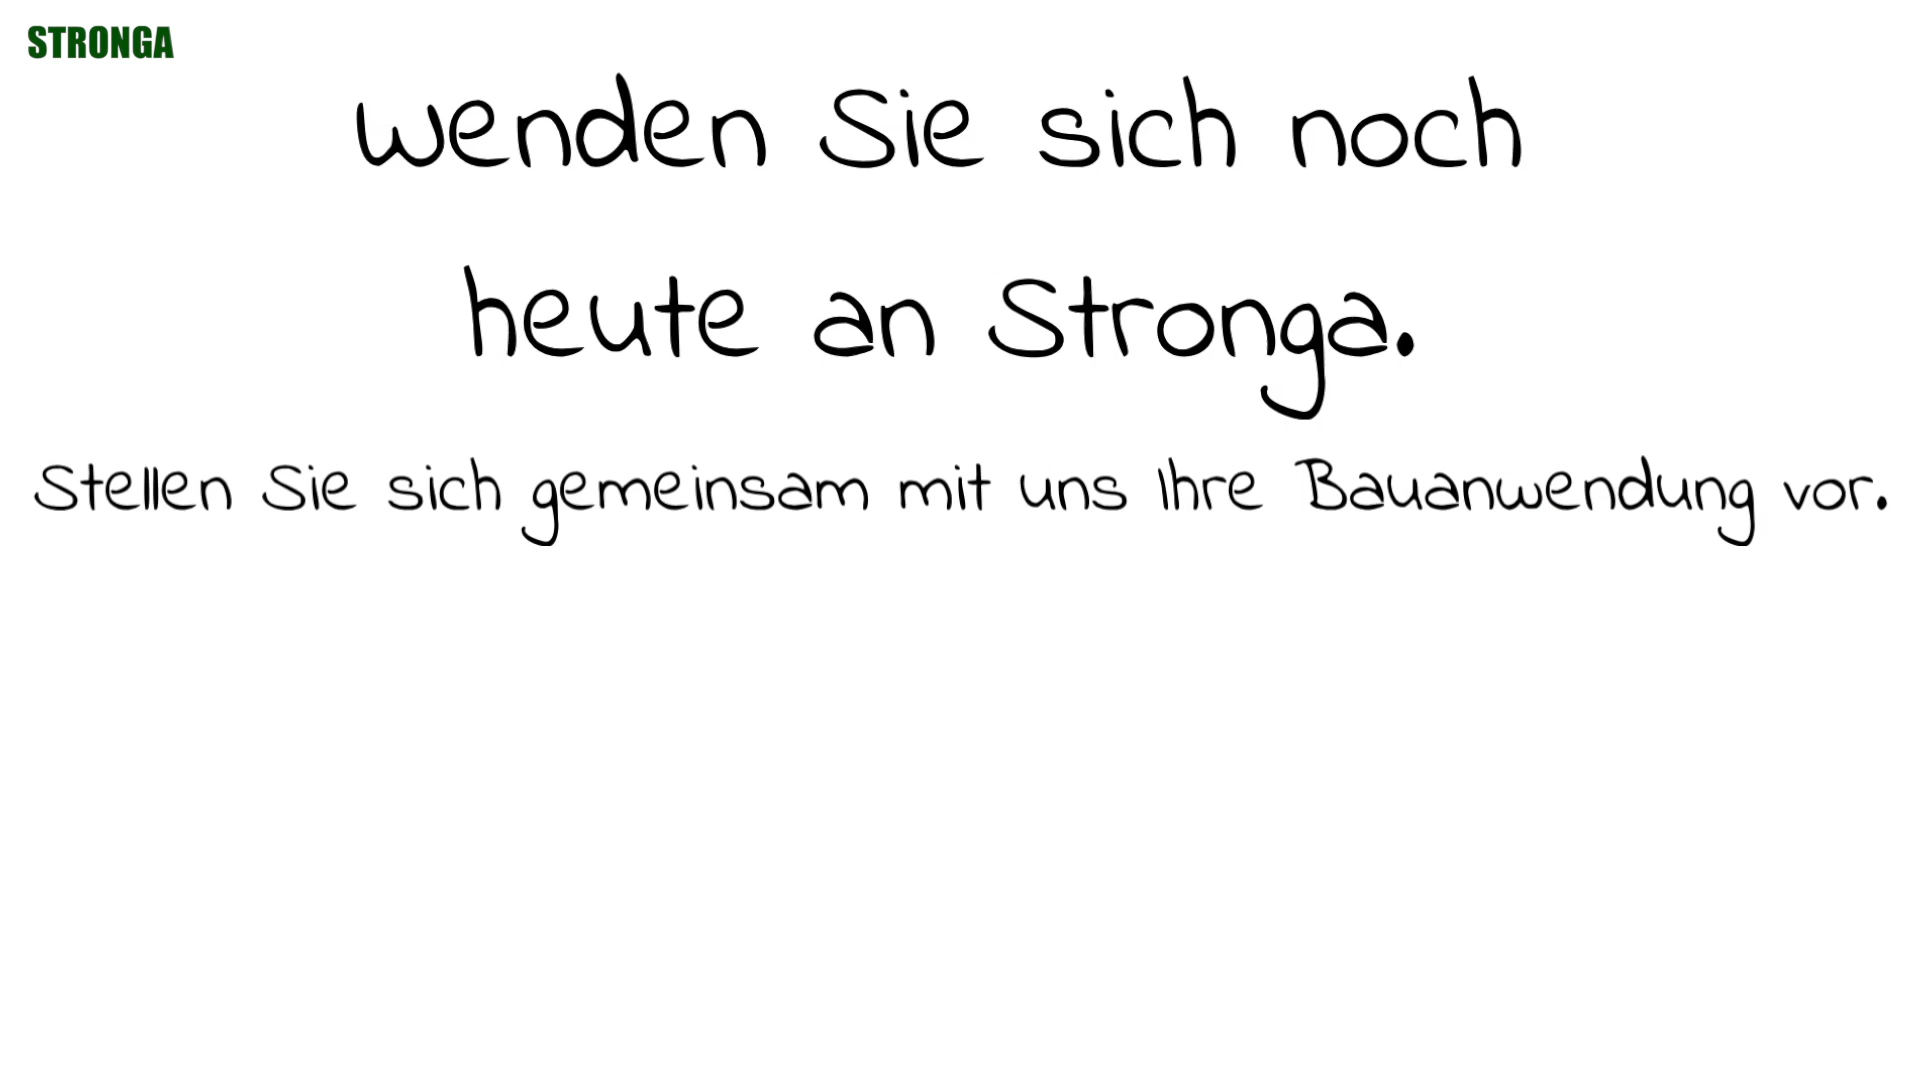 STRONGA
Wenden Sie sich noch
heute an Stronga.
Stellen Sie sich gemeinsam mit uns Ihre Bauanwendung vor.